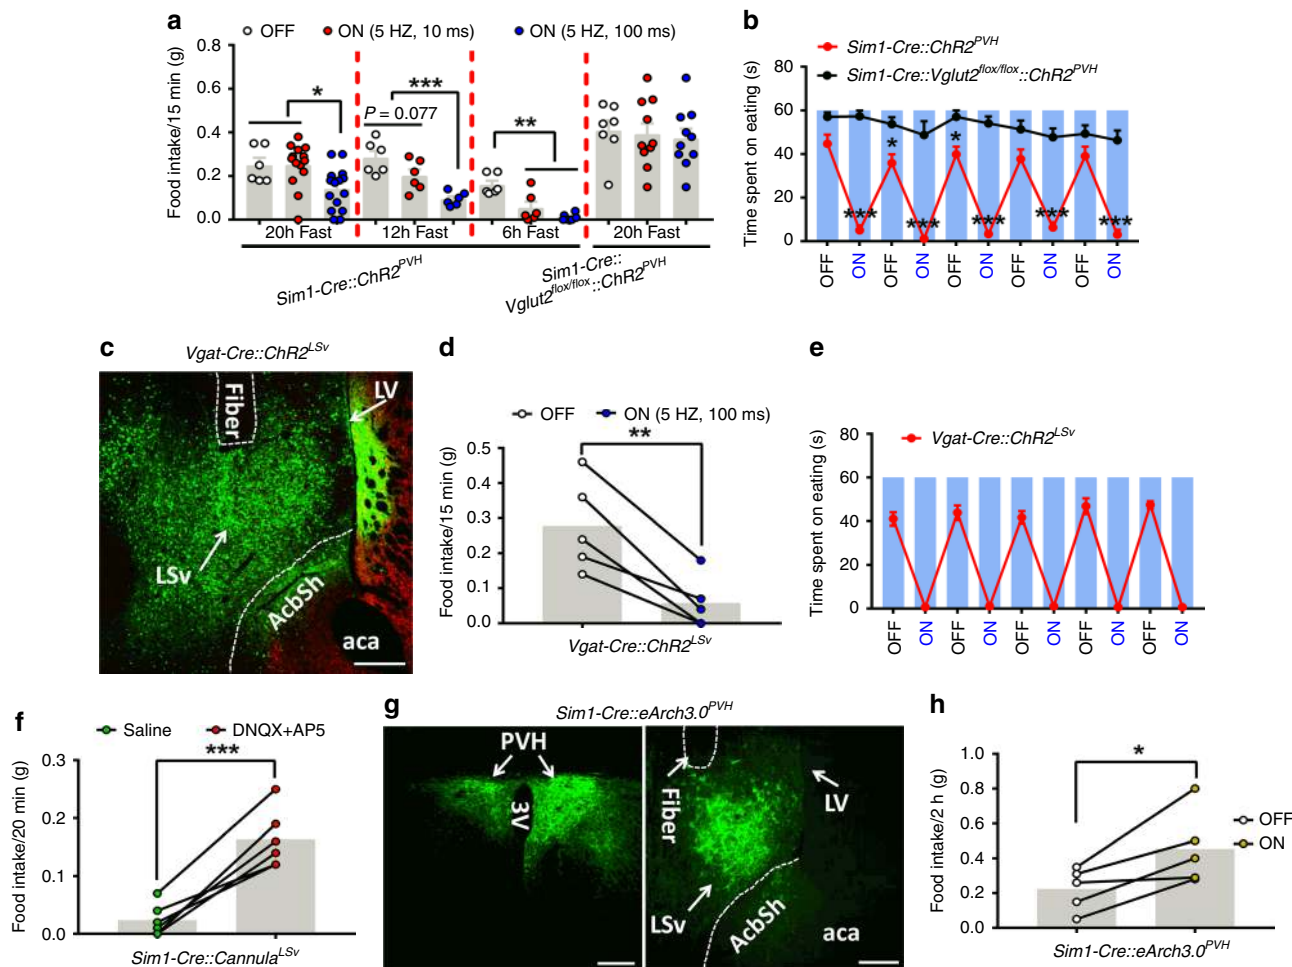 a
OFF ON (5 HZ, 10 ms) ON (5 HZ, 100 ms)
Food intake/15 min (g)
0.8
0.6
0.4
0.2
0.0
*
P = 0.077
***
**
20h Fast 12h Fast 6h Fast 20h Fast
Sim1-Cre::ChR2PVH
Sim1-Cre::
Vglut2flox/flox::ChR2PVH
b
Sim1-Cre::ChR2PVH
Sim1-Cre::Vglut2flox/flox::ChR2PVH
Time spent on eating (s)
80
60
40
20
0
* *
*** *** *** *** ***
OFF ON OFF ON OFF ON OFF ON OFF ON
c
Vgat-Cre::ChR2LSv
Fiber
LV
LSv
AcbSh
aca
d
OFF ON (5 HZ, 100 ms)
**
Food intake/15 min (g)
0.5
0.4
0.3
0.2
0.1
0.0
Vgat-Cre::ChR2LSv
e
Vgat-Cre::ChR2LSv
Time spent on eating (s)
80
60
40
20
0
OFF ON OFF ON OFF ON OFF ON OFF ON
f
Saline DNQX+AP5
***
Food intake/20 min (g)
0.3
0.2
0.1
0.0
Sim1-Cre::CannulaLSv
g
Sim1-Cre::eArch3.0PVH
PVH
3V
Fiber
LV
LSv
AcbSh
aca
h
*
Food intake/2 h (g)
1.0
0.8
0.6
0.4
0.2
0.0
OFF
ON
Sim1-Cre::eArch3.0PVH